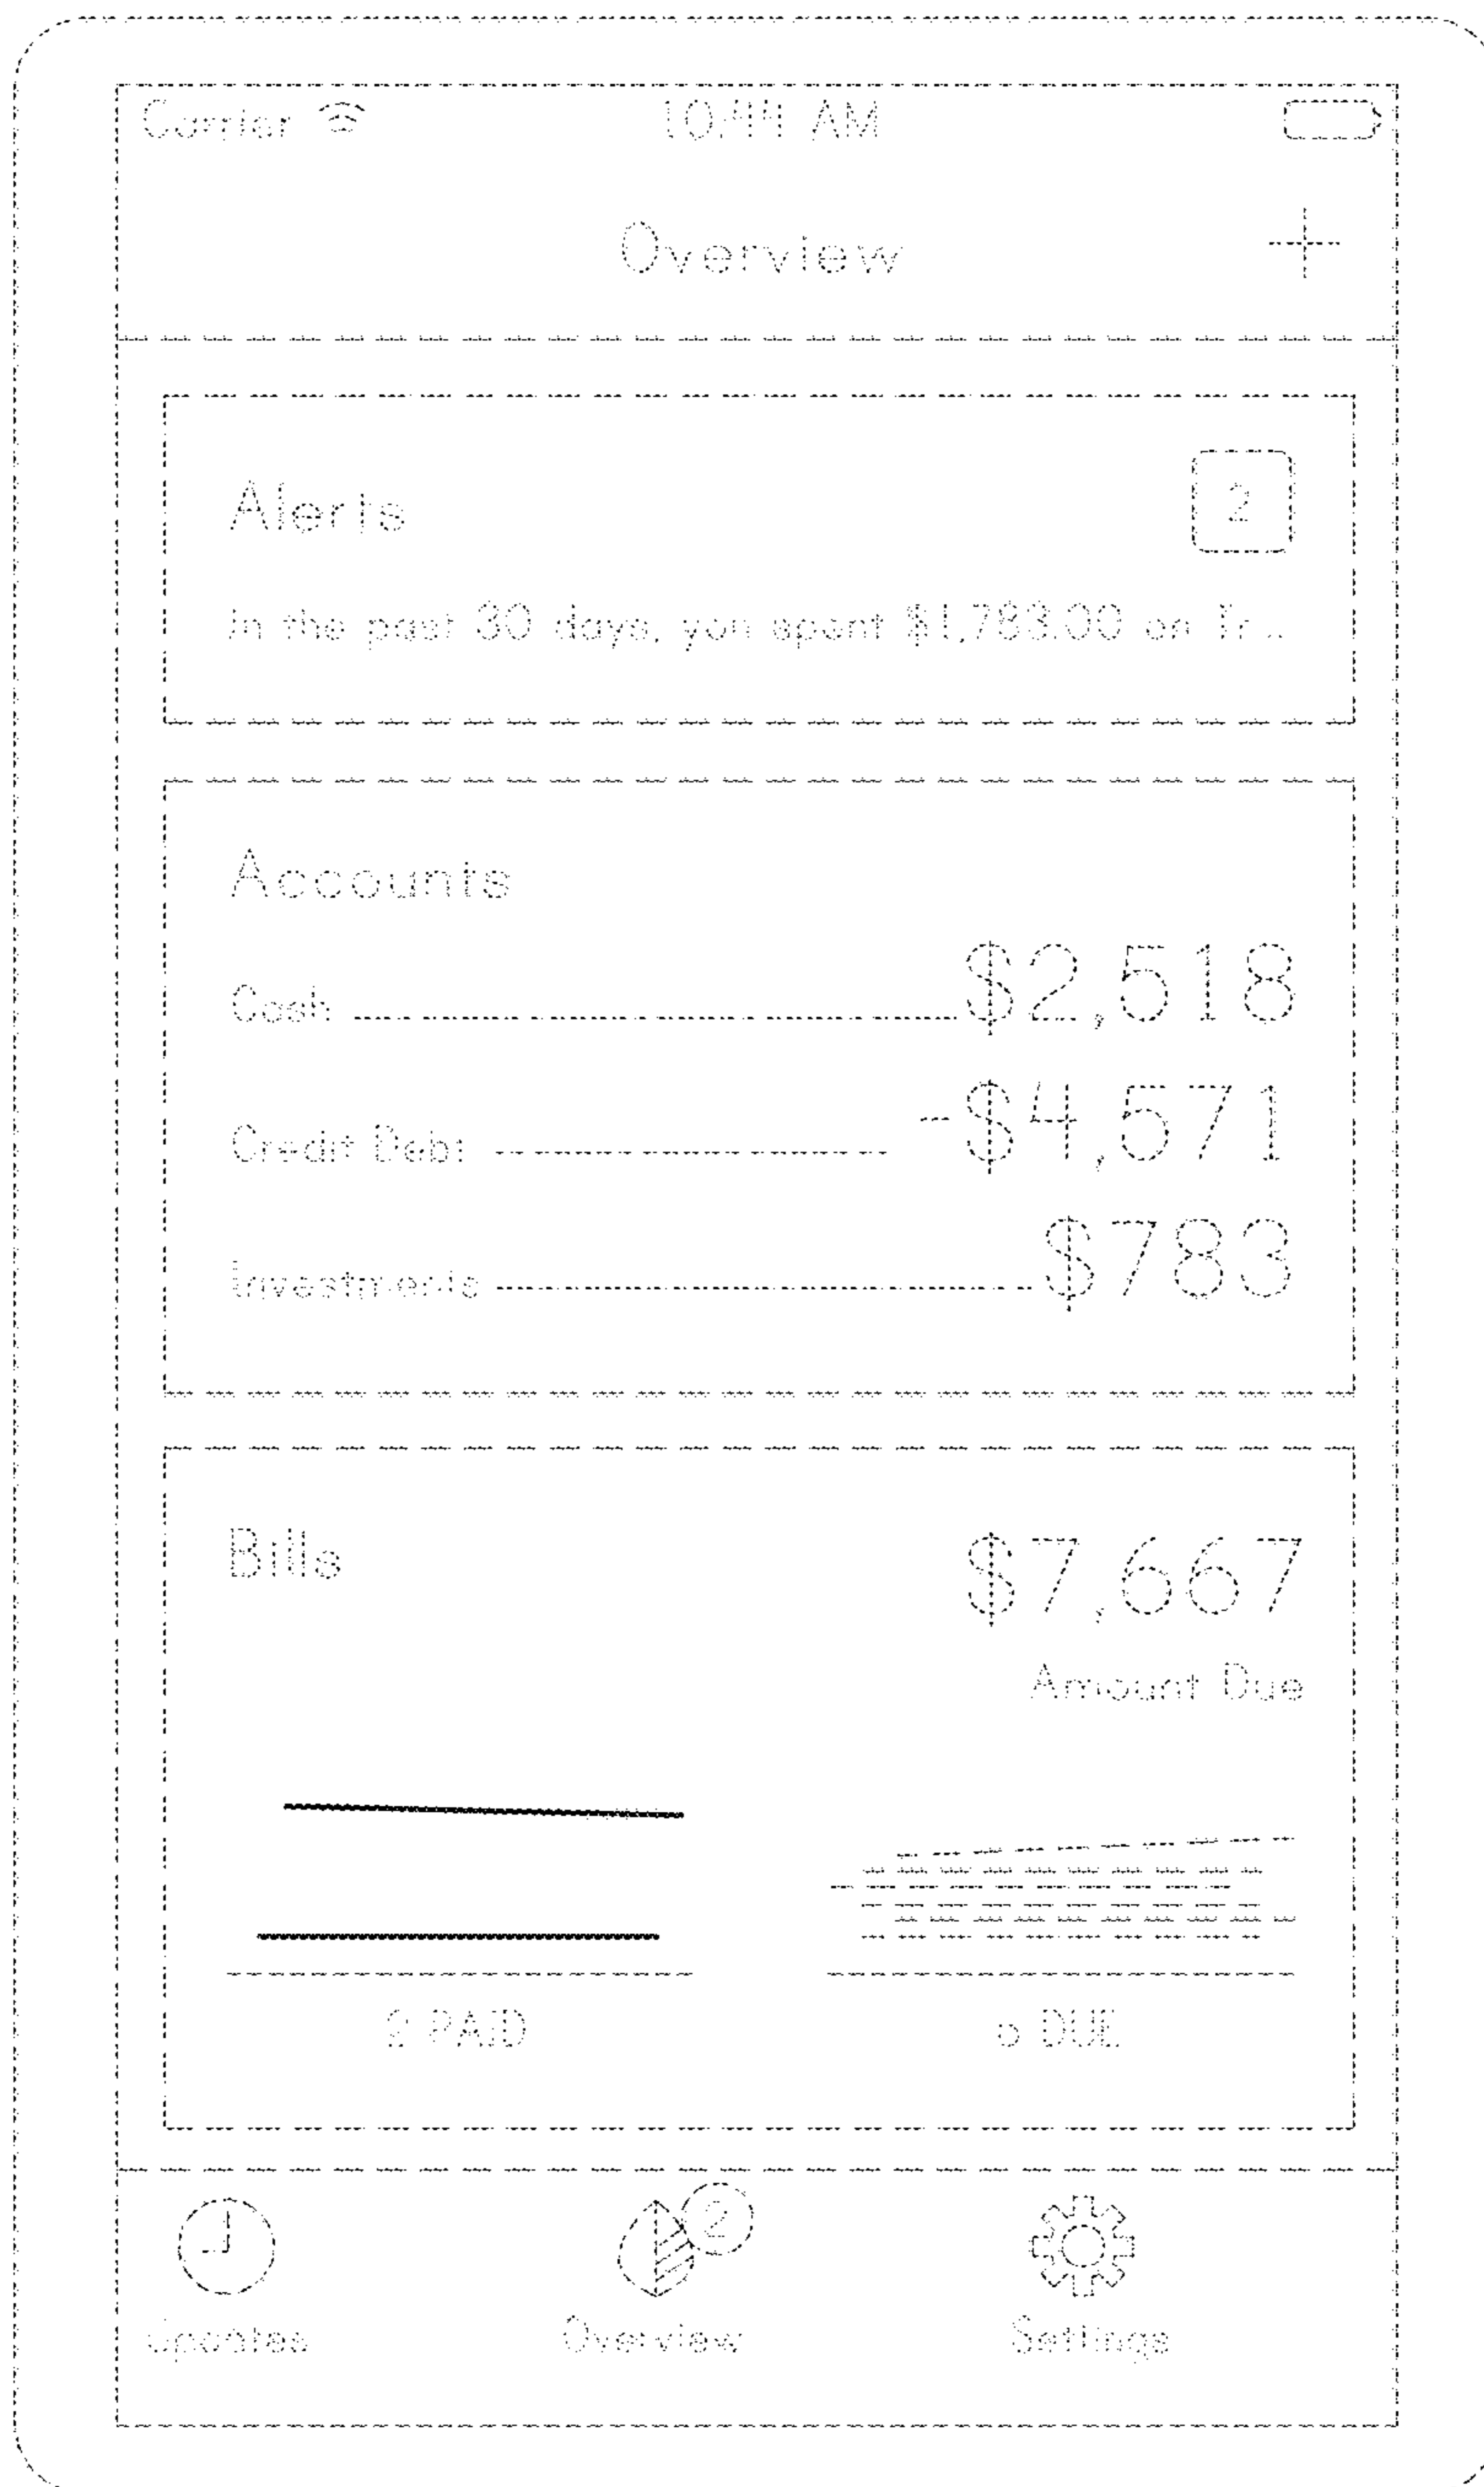 Carrier 10:44 AM
Overview +
Alerts 2
In the past 30 days, you spent $1,783.00 on Tr...
Accounts
Cash $2,518
Credit Debt -$4,571
Investments $783
Bills $7,667
Amount Due
2 PAID DUE
2
Updates Overview Settings